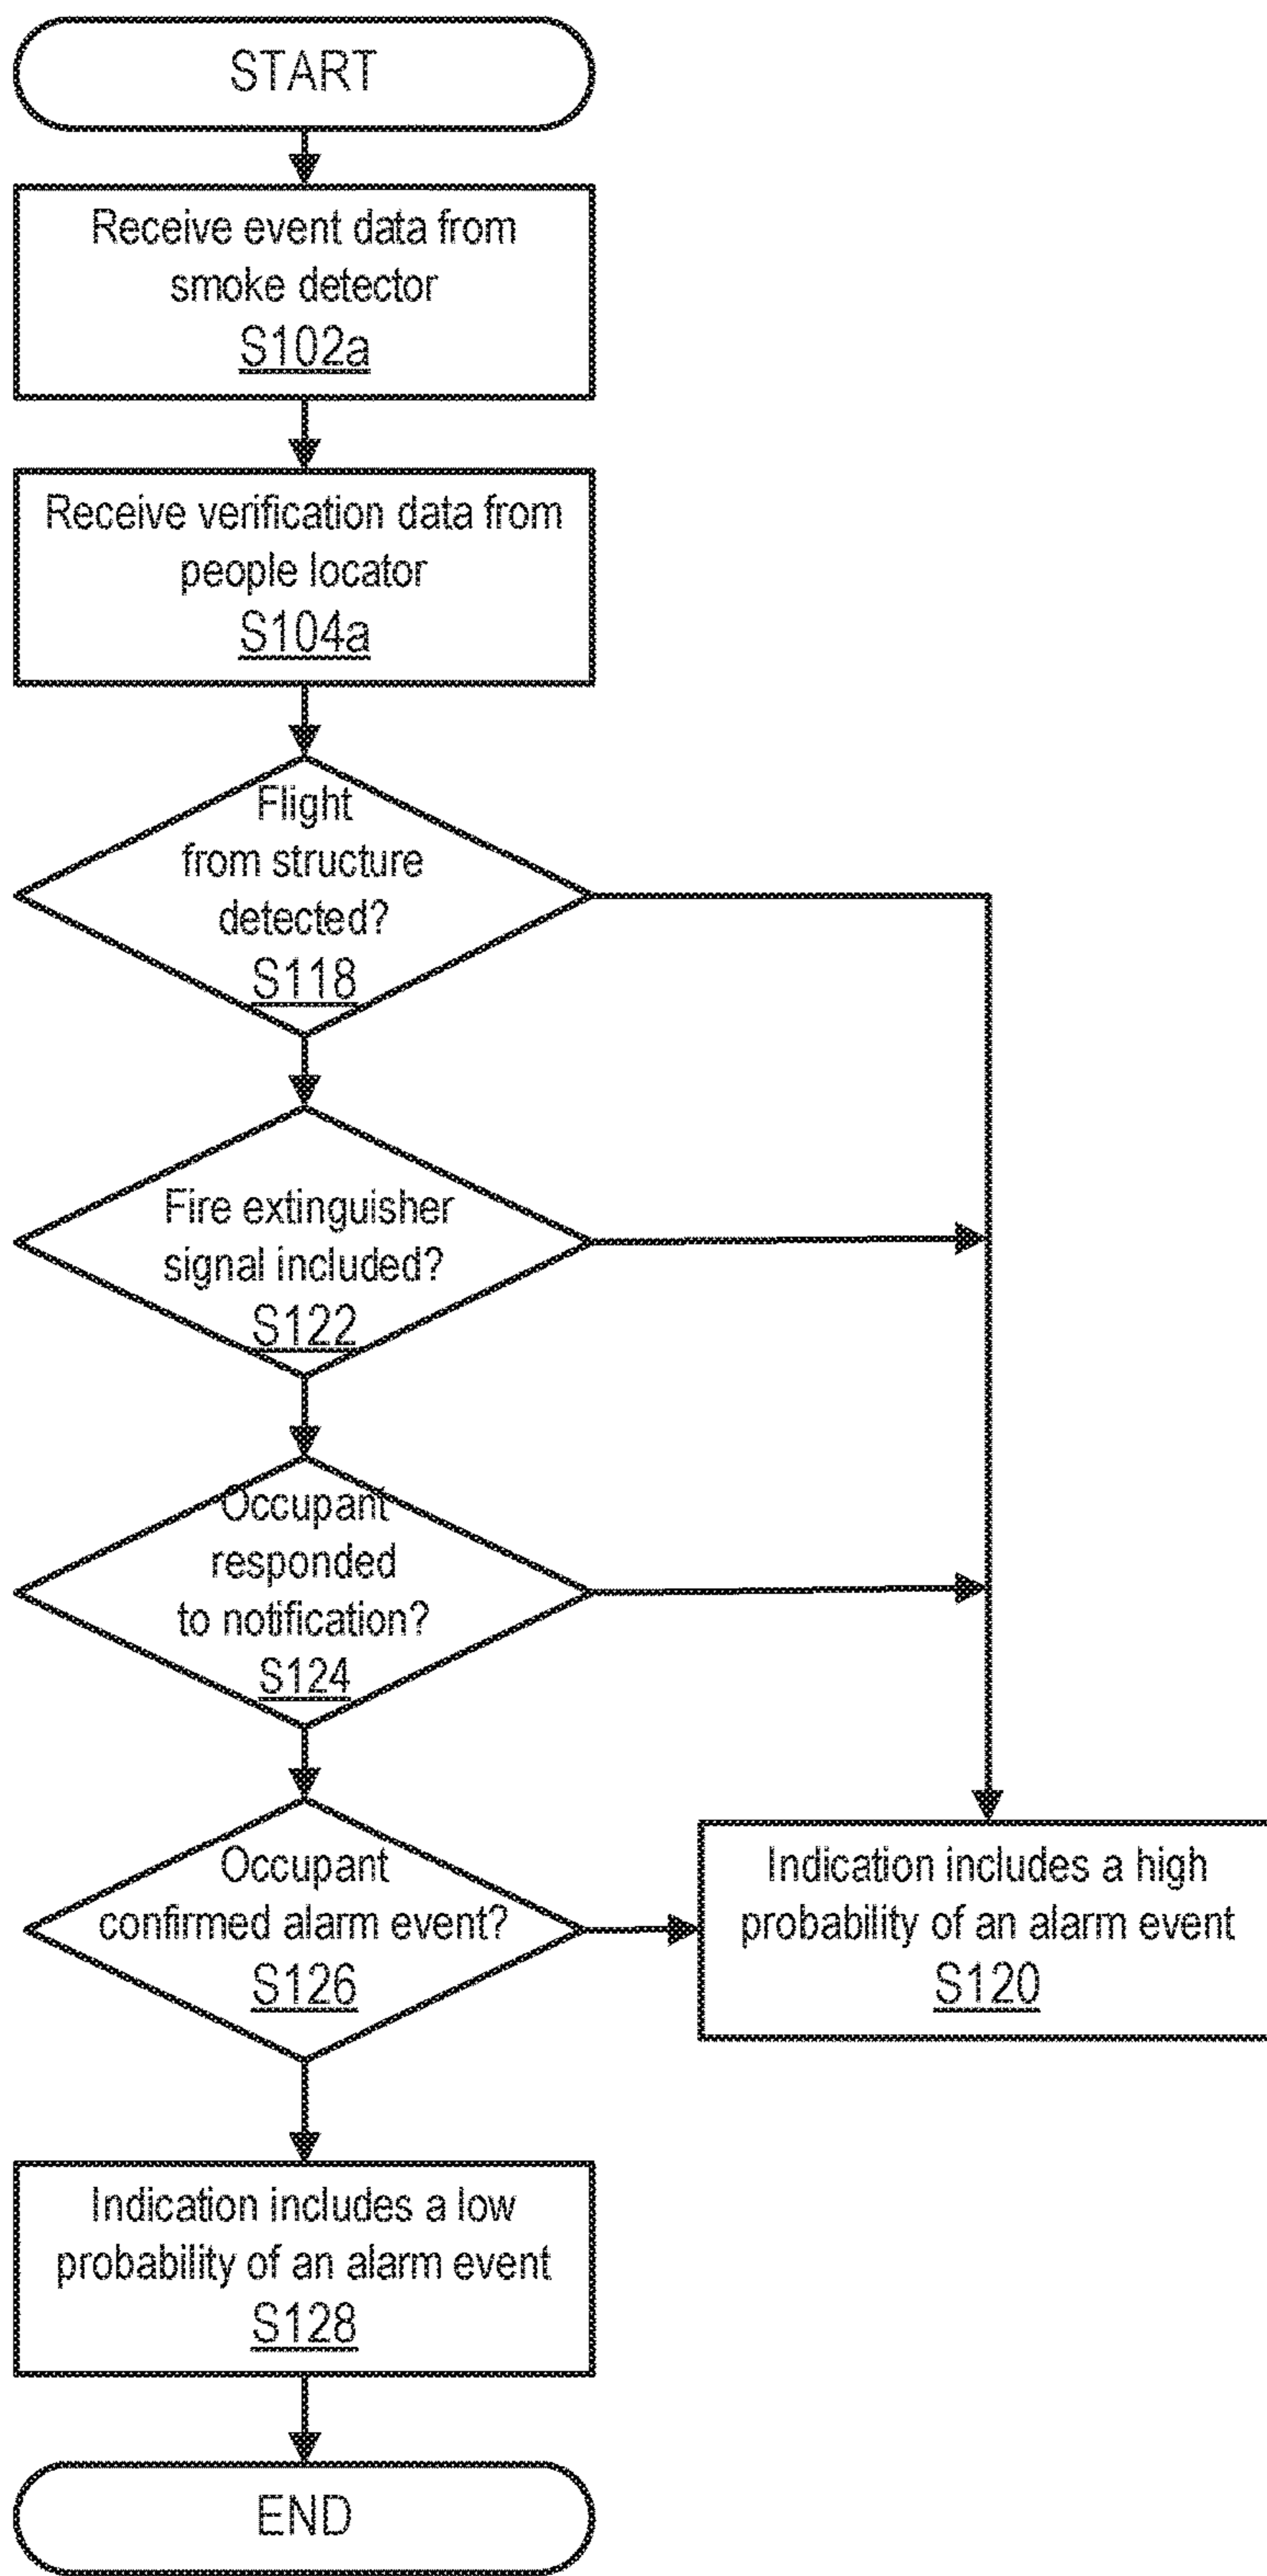 START
Receive event data from
smoke detector
S102a
Receive verification data from
people locator
S104a
Flight
from structure
detected?
S118
Fire extinguisher
signal included?
S122
Occupant
responded
to notification?
S124
Occupant
confirmed alarm event?
S126
Indication includes a high
probability of an alarm event
S120
Indication includes a low
probability of an alarm event
S128
END